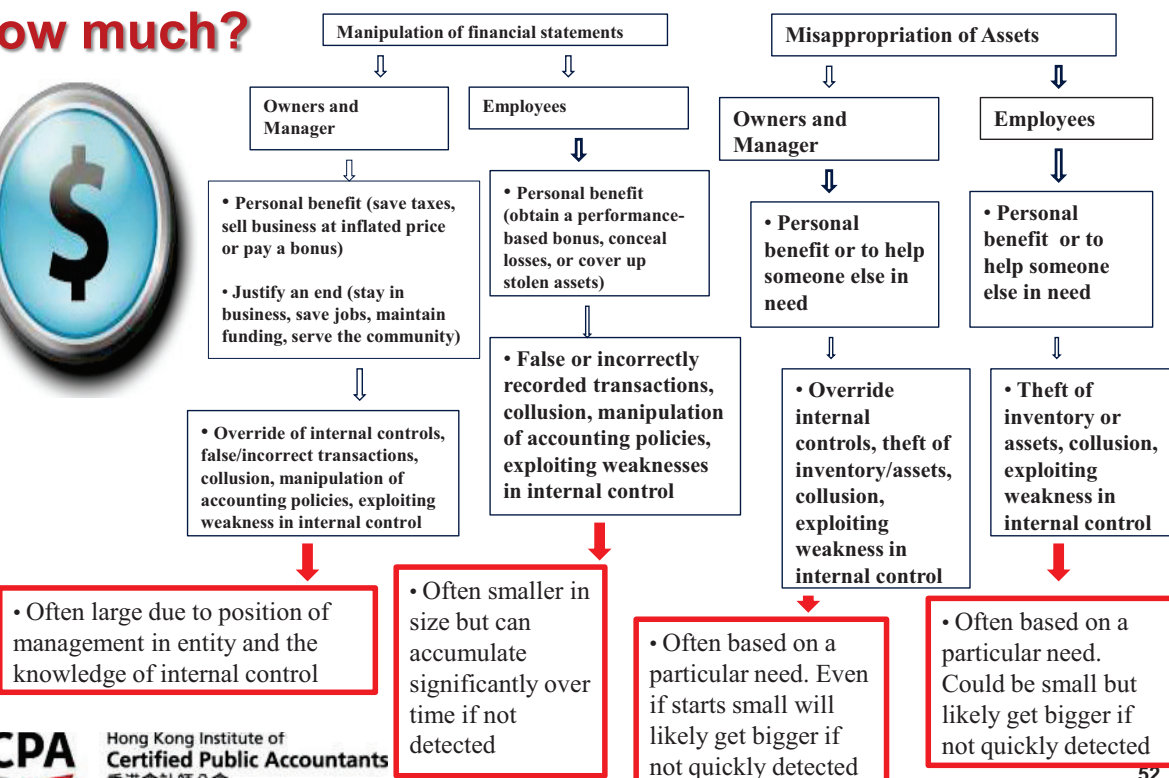 ow much?
Manipulation of financial statements
Owners and
Manager
• Personal benefit (save taxes,
sell business at inflated price
or pay a bonus)
• Justify an end (stay in
business, save jobs, maintain
funding, serve the community)
• Override of internal controls,
false/incorrect transactions,
collusion, manipulation of
accounting policies, exploiting
weakness in internal control
• Often large due to position of
management in entity and the
knowledge of internal control
Employees
• Personal benefit
(obtain a performance-
based bonus, conceal
losses, or cover up
stolen assets)
• False or incorrectly
recorded transactions,
collusion, manipulation
of accounting policies,
exploiting weaknesses
in internal control
• Often smaller in
size but can
accumulate
significantly over
time if not
detected
Misappropriation of Assets
Owners and
Manager
• Personal
benefit or to help
someone else in
need
• Override
internal
controls, theft of
inventory/assets,
collusion,
exploiting
weakness in
internal control
• Often based on a
particular need. Even
if starts small will
likely get bigger if
not quickly detected
Employees
• Personal
benefit or to
help someone
else in need
• Theft of
inventory or
assets, collusion,
exploiting
weakness in
internal control
• Often based on a
particular need.
Could be small but
likely get bigger if
not quickly detected
$
CPA
Hong Kong Institute of
Certified Public Accountants
52